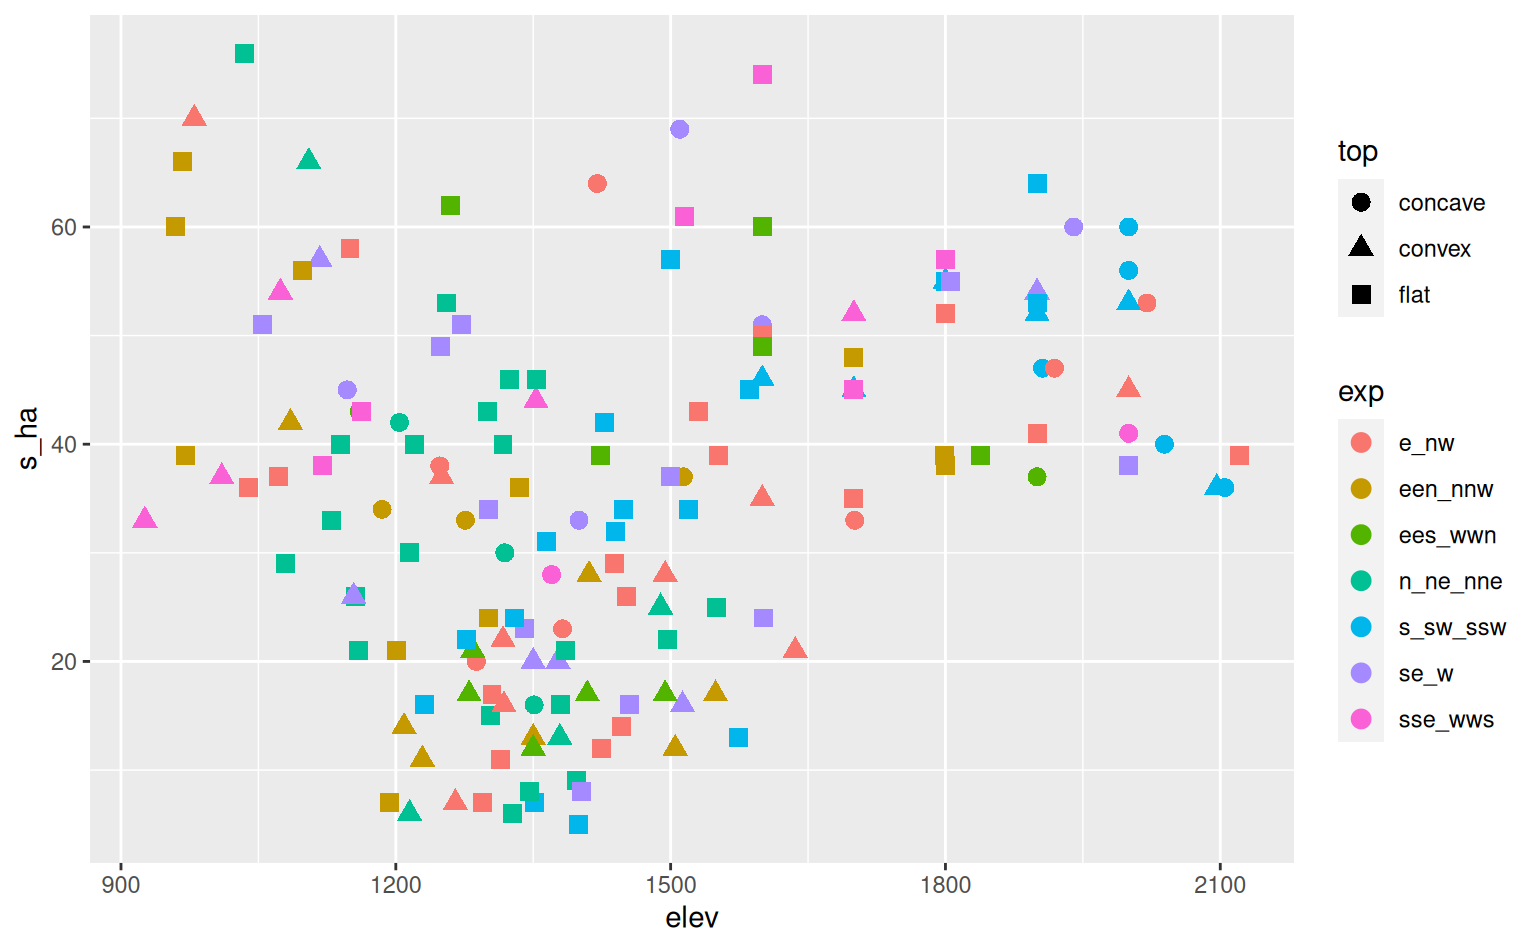 60
40
20
s_ha
900
1200
1500
1800
2100
elev
top
concave
convex
flat
exp
e_nw
een_nnw
ees_wwn
n_ne_nne
s_sw_ssw
se_w
sse_wws